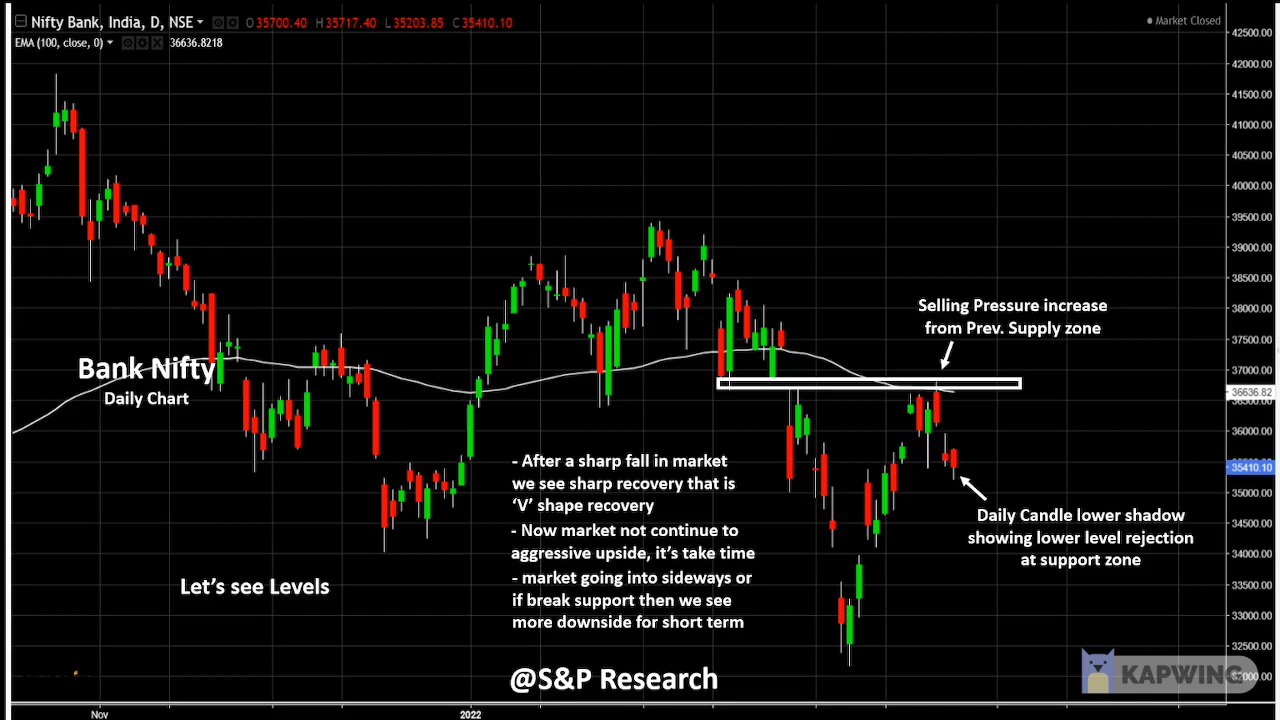 Nifty Bank, India, D, NSE O 35700.40 H 35717.40 L 35203.85 C 35410.10
Market Closed
EMA (100, close, 0) 36636.8218
42500.00
42000.00
41500.00
41000.00
40500.00
40000.00
39500.00
39000.00
38500.00
38000.00
Selling Pressure increase
from Prev. Supply zone
37500.00
37000.00
Bank Nifty
Daily Chart
36636.82
36000.00
35410.10
35000.00
34500.00
34000.00
33500.00
33000.00
32500.00
- After a sharp fall in market
we see sharp recovery that is
‘V’ shape recovery
- Now market not continue to
aggressive upside, it’s take time
- market going into sideways or
if break support then we see
more downside for short term
Daily Candle lower shadow
showing lower level rejection
at support zone
Let’s see Levels
@S&P Research
KAPWING
Nov
2022